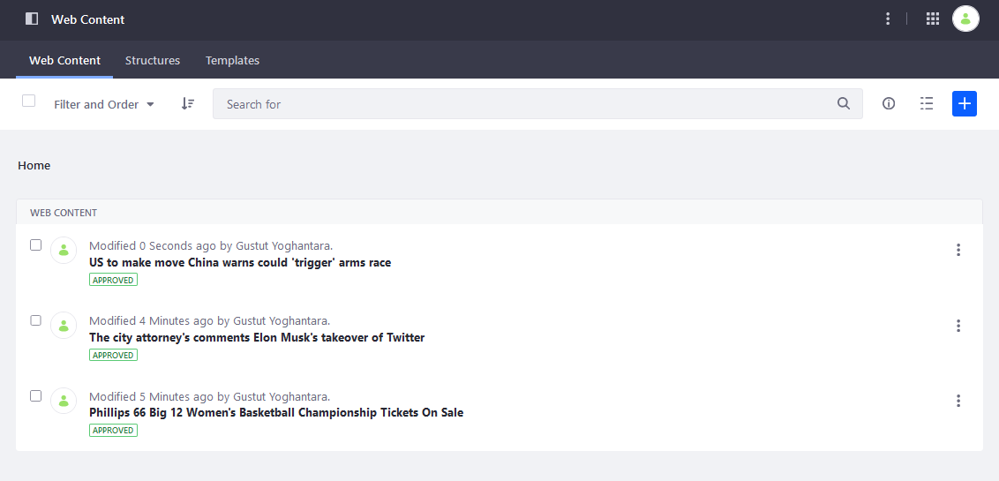 Web Content
Web Content Structures Templates
Filter and Order Search for
Home
WEB CONTENT
Modified 0 Seconds ago by Gustut Yoghantara.
US to make move China warns could 'trigger' arms race
APPROVED
Modified 4 Minutes ago by Gustut Yoghantara.
The city attorney's comments Elon Musk's takeover of Twitter
APPROVED
Modified 5 Minutes ago by Gustut Yoghantara.
Phillips 66 Big 12 Women's Basketball Championship Tickets On Sale
APPROVED